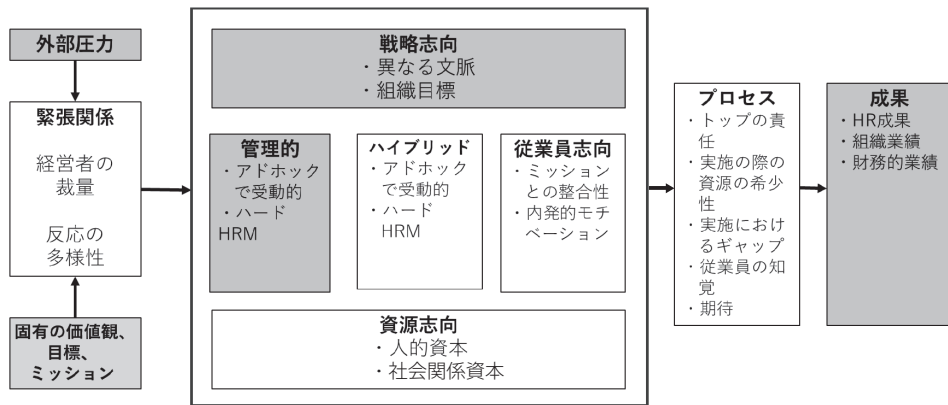 外部圧力
緊張関係
経営者の
裁量
反応の
多様性
固有の価値観、
目標、
ミッション
戦略志向
・異なる文脈
・組織目標
管理的
・アドホック
で受動的
・ハード
HRM
ハイブリッド
・アドホック
で受動的
・ハード
HRM
従業員志向
・ミッション
との整合性
・内発的モチ
ベーション
資源志向
・人的資本
・社会関係資本
プロセス
・トップの責
任
・実施の際の
資源の希少
性
・実施におけ
るギャップ
・従業員の知
覚
・期待
成果
・HR成果
・組織業績
・財務的業績